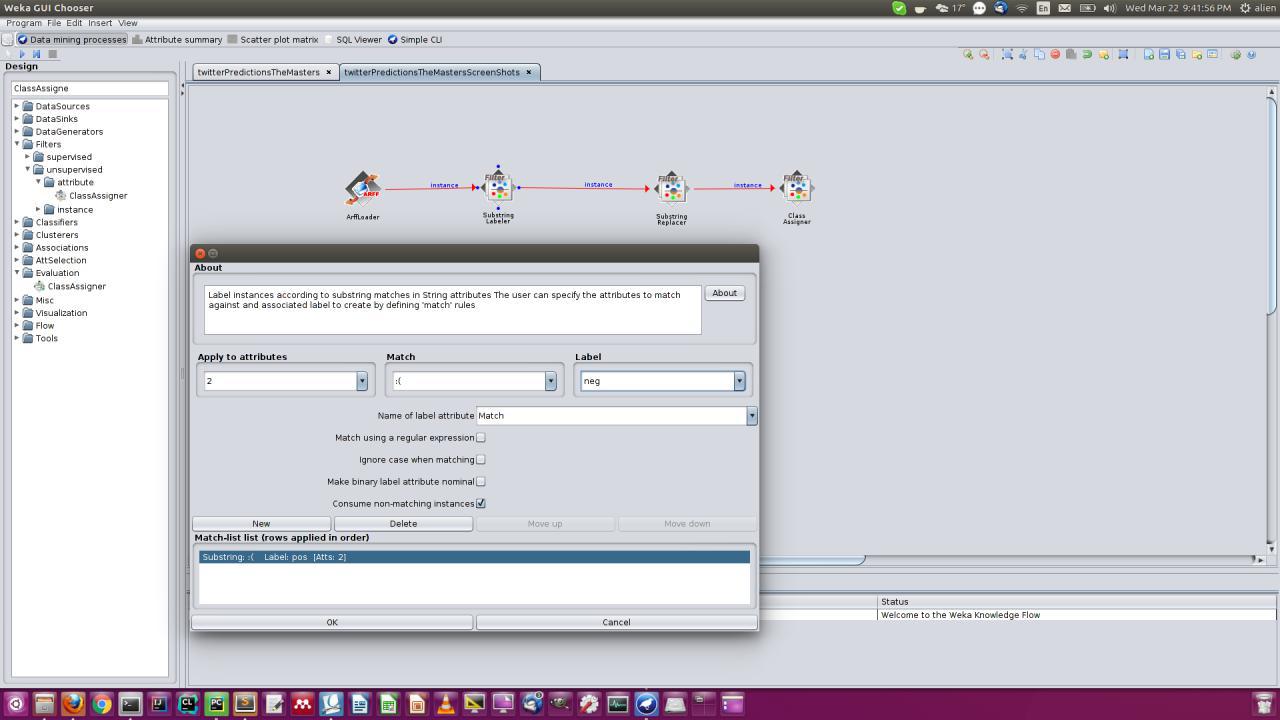 Weka GUI Chooser
17° En Wed Mar 22 9:41:56 PM alien
Program File Edit Insert View
Data mining processes Attribute summary Scatter plot matrix SQL Viewer Simple CLI
Design
twitterPredictionsTheMasters × twitterPredictionsTheMastersScreenShots ×
ClassAssigne
DataSources
DataSinks
DataGenerators
Filters
supervised
unsupervised
attribute
ClassAssigner
instance
Classifiers
Clusterers
Associations
AttSelection
Evaluation
ClassAssigner
Misc
Visualization
Flow
Tools
instance instance instance
ARFF Filter Filter Filter
ArffLoader
Substring
Labeler
Substring
Replacer
Class
Assigner
About
Label instances according to substring matches in String attributes The user can specify the attributes to match
against and associated label to create by defining 'match' rules
About
Apply to attributes Match Label
2 :( neg
Name of label attribute Match
Match using a regular expression
Ignore case when matching
Make binary label attribute nominal
Consume non-matching instances
New Delete Move up Move down
Match-list list (rows applied in order)
Substring: :( Label: pos [Atts: 2]
OK Cancel
Status
Welcome to the Weka Knowledge Flow